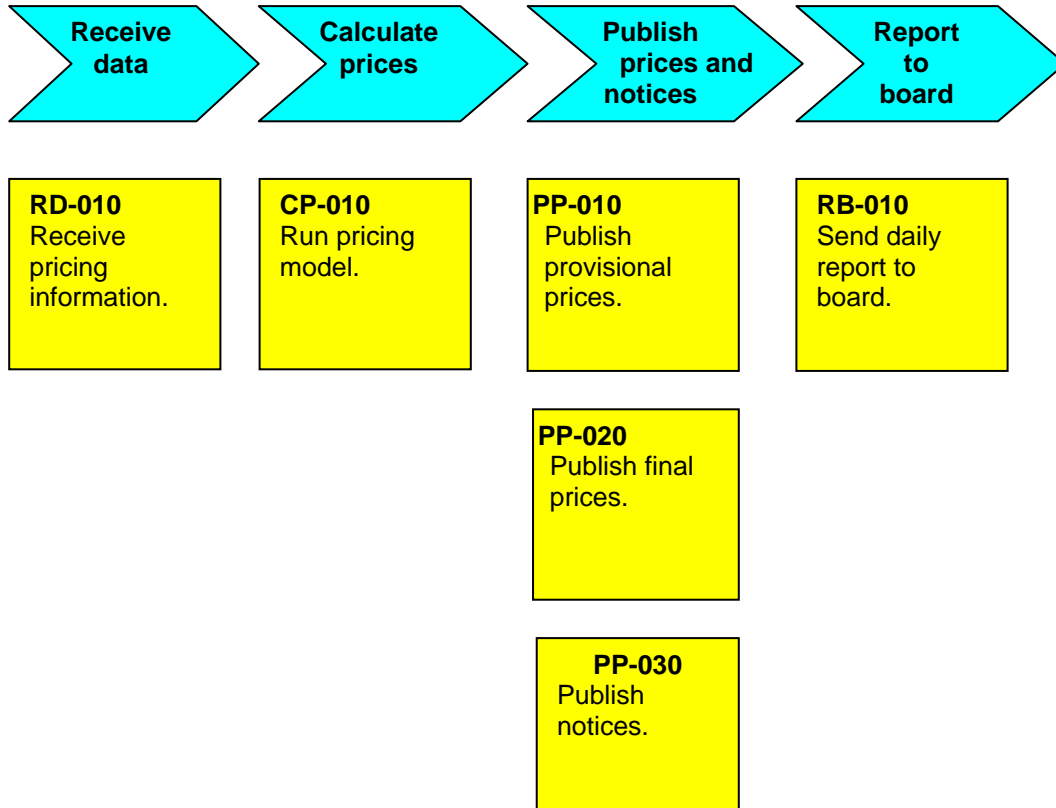 Receive
data
Calculate
prices
Publish
prices and
notices
Report
to
board
RD-010
Receive
pricing
information.
CP-010
Run pricing
model.
PP-010
Publish
provisional
prices.
RB-010
Send daily
report to
board.
PP-020
Publish final
prices.
PP-030
Publish
notices.